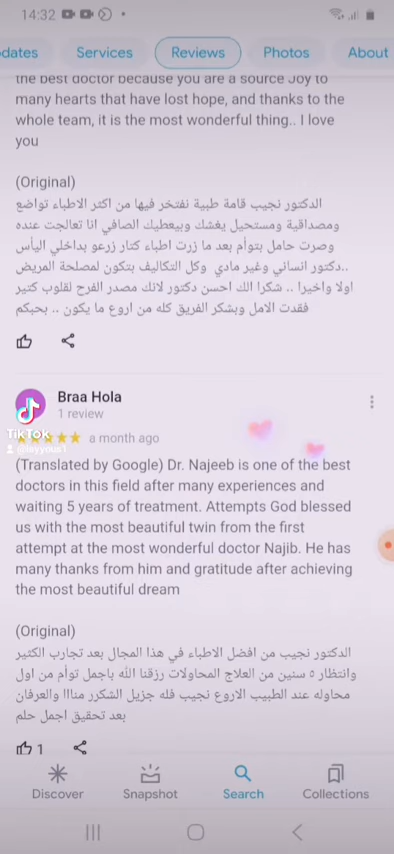 14:32
dates Services Reviews Photos About
the best doctor because you are a source Joy to
many hearts that have lost hope, and thanks to the
whole team, it is the most wonderful thing.. I love
you
(Original)
الدكتور نجيب قامة طبية نفتخر فيها من اكثر الاطباء تواضع
ومصداقية ومستحيل يغشك وبيعطيك الصافي انا تعالجت عنده
وصرت حامل بتوأم بعد ما زرت اطباء كتار زرعو بداخلي اليأس
..دكتور انساني وغير مادي وكل التكاليف بتكون لمصلحة المريض
اولا واخيرا .. شكرا الك احسن دكتور لانك مصدر الفرح لقلوب كتير
فقدت الامل وبشكر الفريق كله من اروع ما يكون .. بحبكم
Braa Hola
1 review
TikTok
a month ago
(Translated by Google) Dr. Najeeb is one of the best
doctors in this field after many experiences and
waiting 5 years of treatment. Attempts God blessed
us with the most beautiful twin from the first
attempt at the most wonderful doctor Najib. He has
many thanks from him and gratitude after achieving
the most beautiful dream
(Original)
الدكتور نجيب من افضل الاطباء في هذا المجال بعد تجارب الكثير
وانتظار ٥ سنين من العلاج المحاولات رزقنا الله باجمل توأم من اول
محاوله عند الطبيب الاروع نجيب فله جزيل الشكرر منااا والعرفان
بعد تحقيق اجمل حلم
1
Discover Snapshot Search Collections